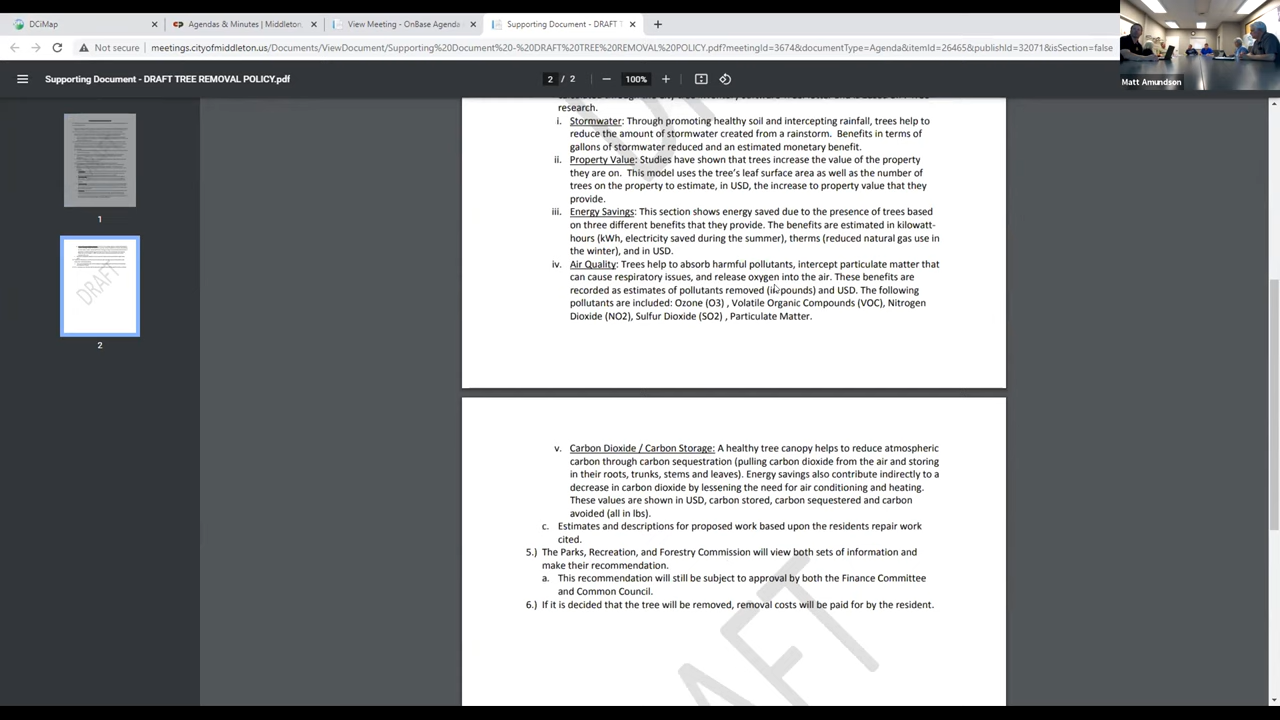 DCiMap
Agendas & Minutes | Middleton,
View Meeting - OnBase Agenda
Supporting Document - DRAFT T
Not secure
meetings.cityofmiddleton.us/Documents/ViewDocument/Supporting%20Document%20-%20DRAFT%20TREE%20REMOVAL%20POLICY.pdf?meetingId=3674&documentType=Agenda&itemId=26465&publishId=32071&isSection=false
Matt Amundson
Supporting Document - DRAFT TREE REMOVAL POLICY.pdf
2 / 2
100%
research.
i. Stormwater: Through promoting healthy soil and intercepting rainfall, trees help to
reduce the amount of stormwater created from a rainstorm. Benefits in terms of
gallons of stormwater reduced and an estimated monetary benefit.
ii. Property Value: Studies have shown that trees increase the value of the property
they are on. This model uses the tree's leaf surface area as well as the number of
trees on the property to estimate, in USD, the increase to property value that they
provide.
iii. Energy Savings: This section shows energy saved due to the presence of trees based
on three different benefits that they provide. The benefits are estimated in kilowatt-
hours (kWh, electricity saved during the summer), therms (reduced natural gas use in
the winter), and in USD.
iv. Air Quality: Trees help to absorb harmful pollutants, intercept particulate matter that
can cause respiratory issues, and release oxygen into the air. These benefits are
recorded as estimates of pollutants removed (in pounds) and USD. The following
pollutants are included: Ozone (O3) , Volatile Organic Compounds (VOC), Nitrogen
Dioxide (NO2), Sulfur Dioxide (SO2) , Particulate Matter.
v. Carbon Dioxide / Carbon Storage: A healthy tree canopy helps to reduce atmospheric
carbon through carbon sequestration (pulling carbon dioxide from the air and storing
in their roots, trunks, stems and leaves). Energy savings also contribute indirectly to a
decrease in carbon dioxide by lessening the need for air conditioning and heating.
These values are shown in USD, carbon stored, carbon sequestered and carbon
avoided (all in lbs).
c. Estimates and descriptions for proposed work based upon the residents repair work
cited.
5.) The Parks, Recreation, and Forestry Commission will view both sets of information and
make their recommendation.
a. This recommendation will still be subject to approval by both the Finance Committee
and Common Council.
6.) If it is decided that the tree will be removed, removal costs will be paid for by the resident.
1
DRAFT
2